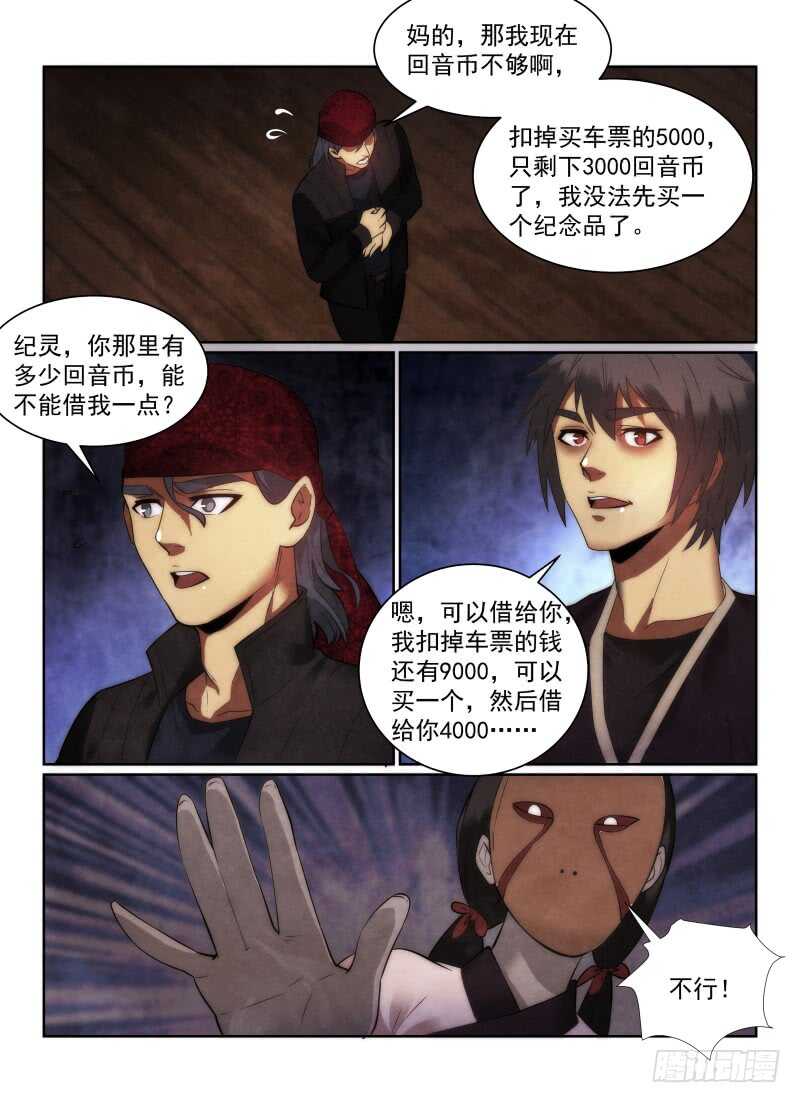 妈的，那我现在
回音币不够啊，
扣掉买车票的5000，
只剩下3000回音币
了，我没法先买一
个纪念品了。
纪灵，你那里有
多少回音币，能
不能借我一点？
嗯，可以借给你，
我扣掉车票的钱
还有9000，可以
买一个，然后借
给你4000……
不行！
腾讯动漫